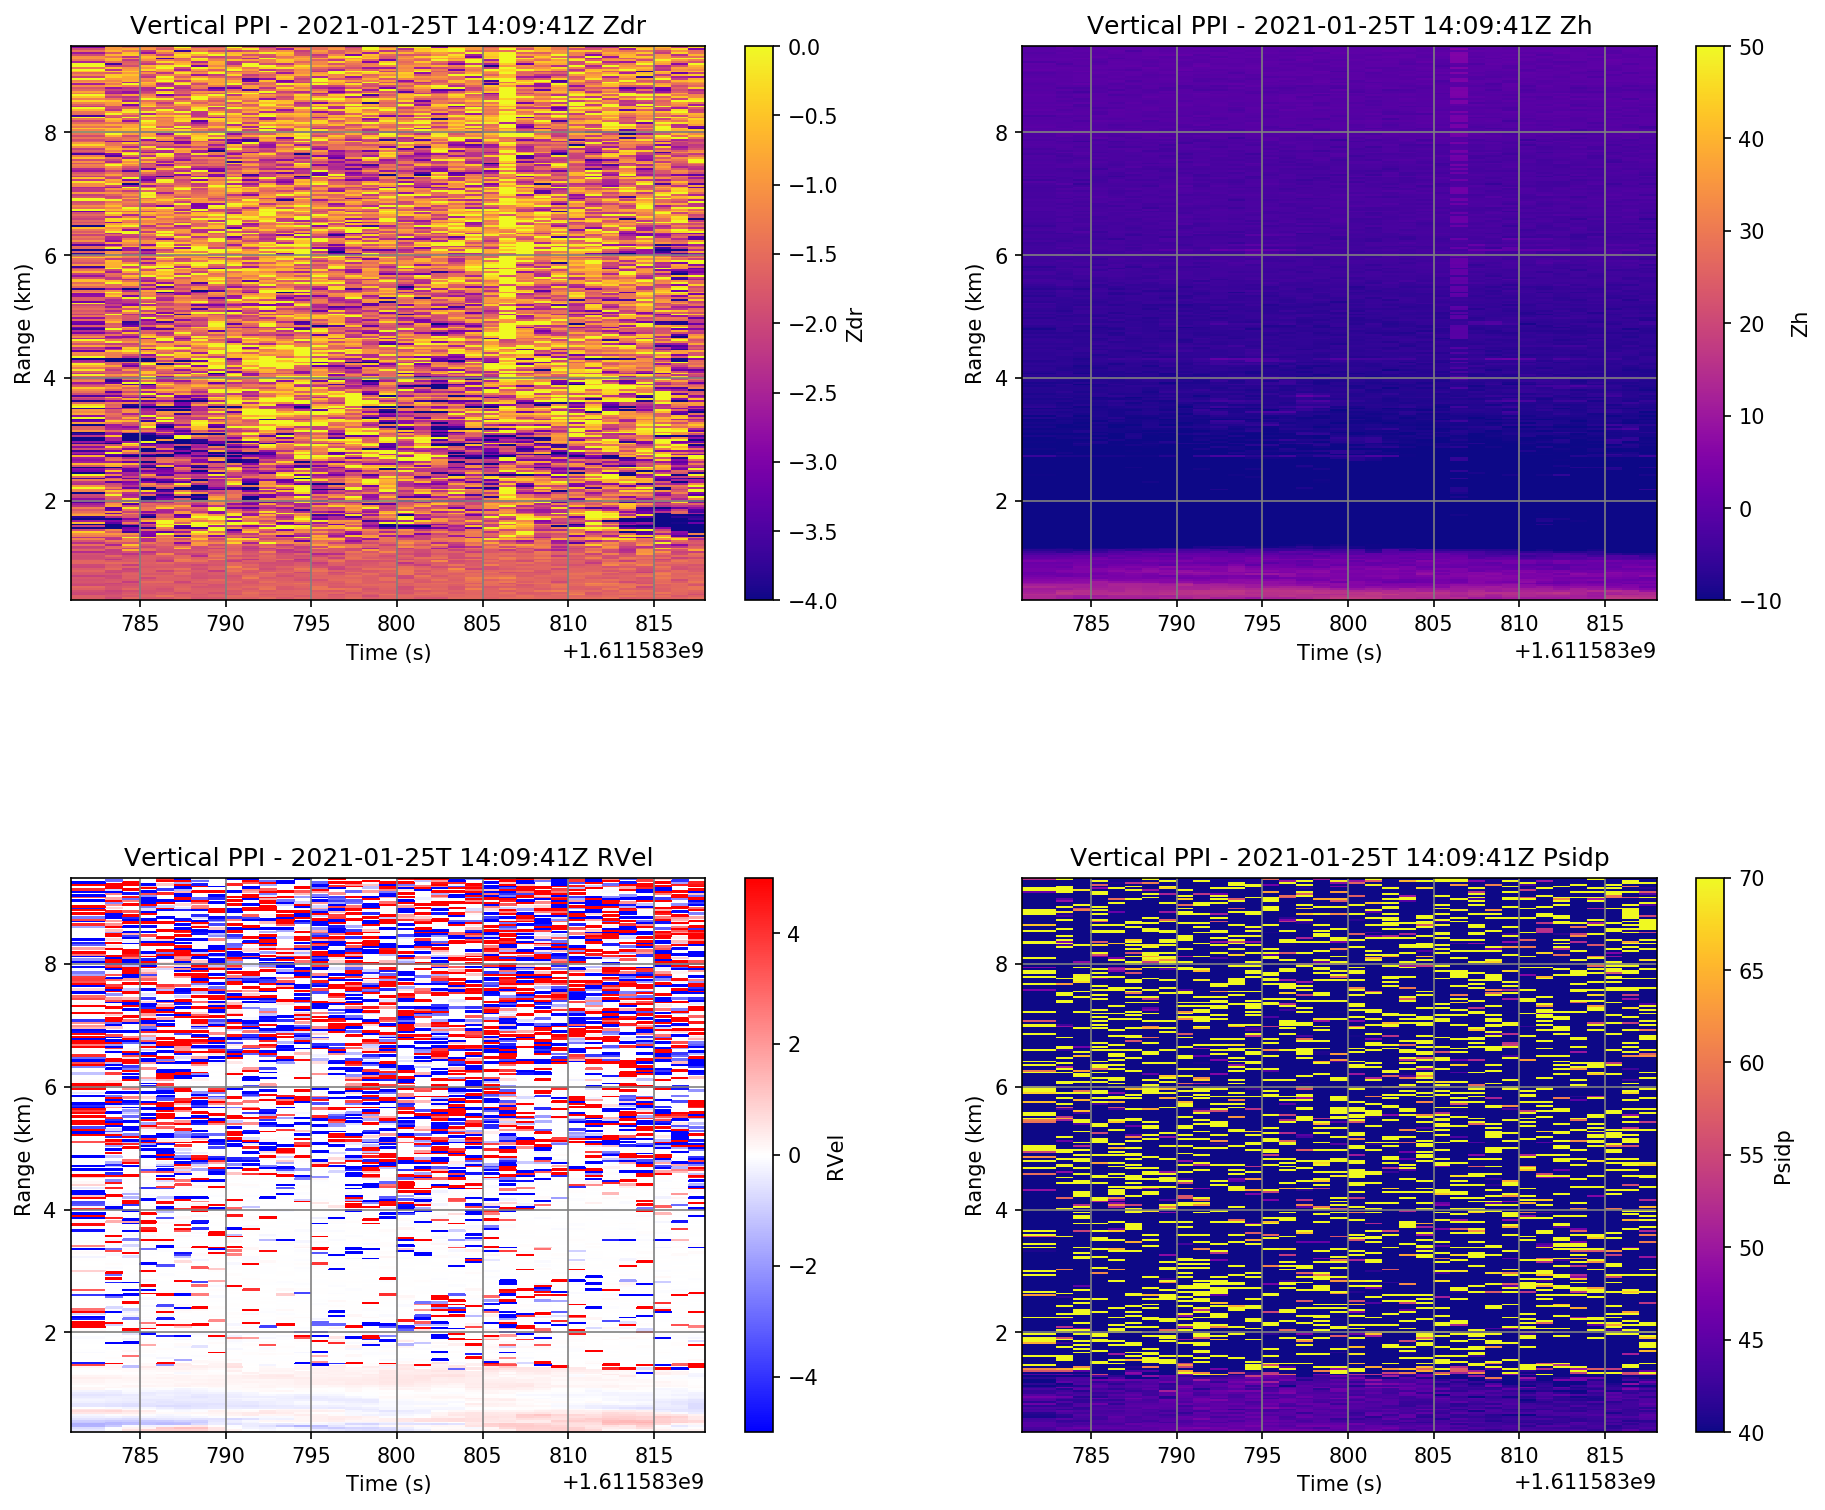 Vertical PPI - 2021-01-25T 14:09:41Z Zdr
0.0
−0.5
−1.0
−1.5
−2.0
−2.5
−3.0
−3.5
−4.0
Zdr
8
6
4
2
Range (km)
785 790 795 800 805 810 815
Time (s)
+1.611583e9
Vertical PPI - 2021-01-25T 14:09:41Z Zh
50
40
30
20
10
0
−10
Zh
8
6
4
2
Range (km)
785 790 795 800 805 810 815
Time (s)
+1.611583e9
Vertical PPI - 2021-01-25T 14:09:41Z RVel
4
2
0
−2
−4
RVel
8
6
4
2
Range (km)
785 790 795 800 805 810 815
Time (s)
+1.611583e9
Vertical PPI - 2021-01-25T 14:09:41Z Psidp
70
65
60
55
50
45
40
Psidp
8
6
4
2
Range (km)
785 790 795 800 805 810 815
Time (s)
+1.611583e9